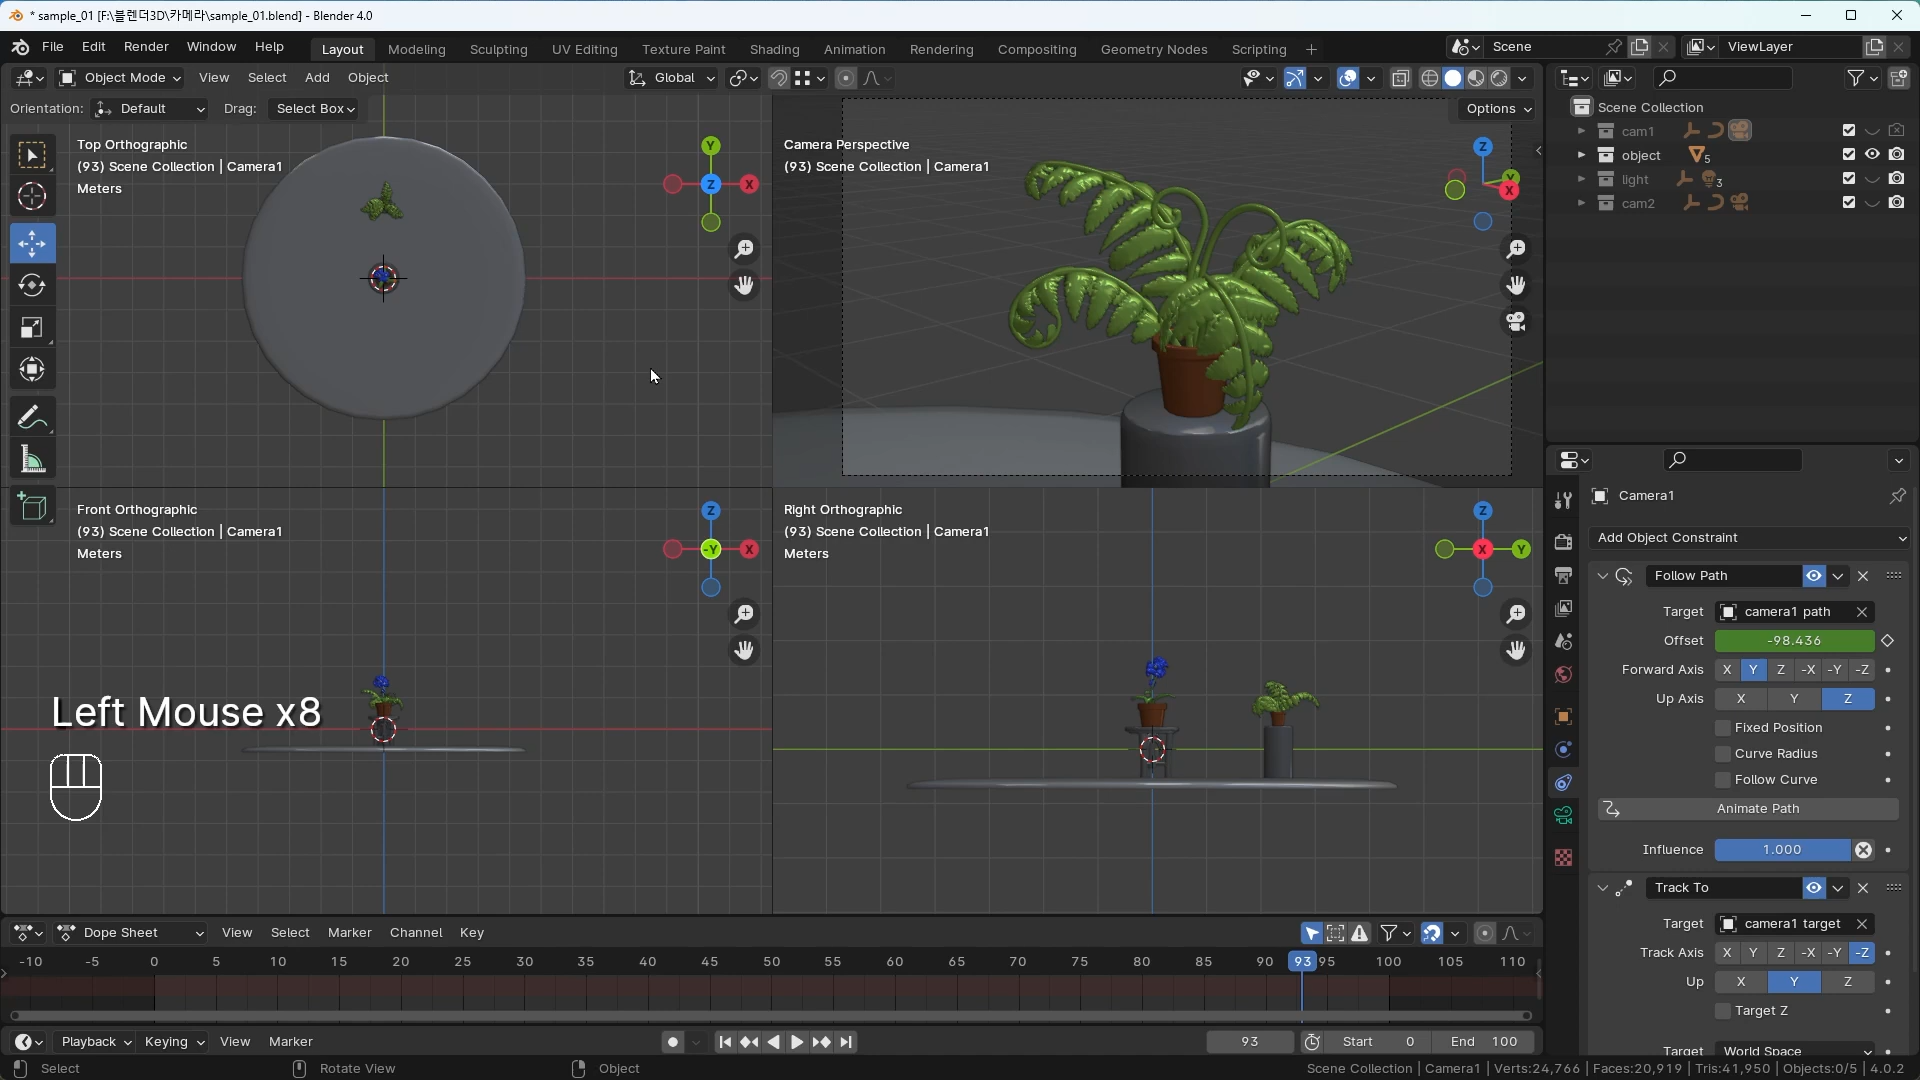 * sample_01 [F:\블렌더3D\카메라\sample_01.blend] - Blender 4.0
File Edit Render Window Help Layout Modeling Sculpting UV Editing Texture Paint Shading Animation Rendering Compositing Geometry Nodes Scripting + Scene ViewLayer
Object Mode View Select Add Object Global
Orientation: Default Drag: Select Box Options
Scene Collection
cam1
object 5
light 3
cam2
Top Orthographic
(93) Scene Collection | Camera1
Meters
Y
X
Z
Camera Perspective
(93) Scene Collection | Camera1
Z
Y
X
Front Orthographic
(93) Scene Collection | Camera1
Meters
Z
-Y
X
Left Mouse x8
Right Orthographic
(93) Scene Collection | Camera1
Meters
Z
X
Y
Camera1
Add Object Constraint
Follow Path
Target camera1 path
Offset -98.436
Forward Axis X Y Z -X -Y -Z
Up Axis X Y Z
Fixed Position
Curve Radius
Follow Curve
Animate Path
Influence 1.000
Track To
Target camera1 target
Track Axis X Y Z -X -Y -Z
Up X Y Z
Target Z
Target World Space
Dope Sheet View Select Marker Channel Key
-10 -5 0 5 10 15 20 25 30 35 40 45 50 55 60 65 70 75 80 85 90 93 95 100 105 110
Playback Keying View Marker 93 Start 0 End 100
Select Rotate View Object Scene Collection | Camera1 | Verts:24,766 | Faces:20,919 | Tris:41,950 | Objects:0/5 | 4.0.2